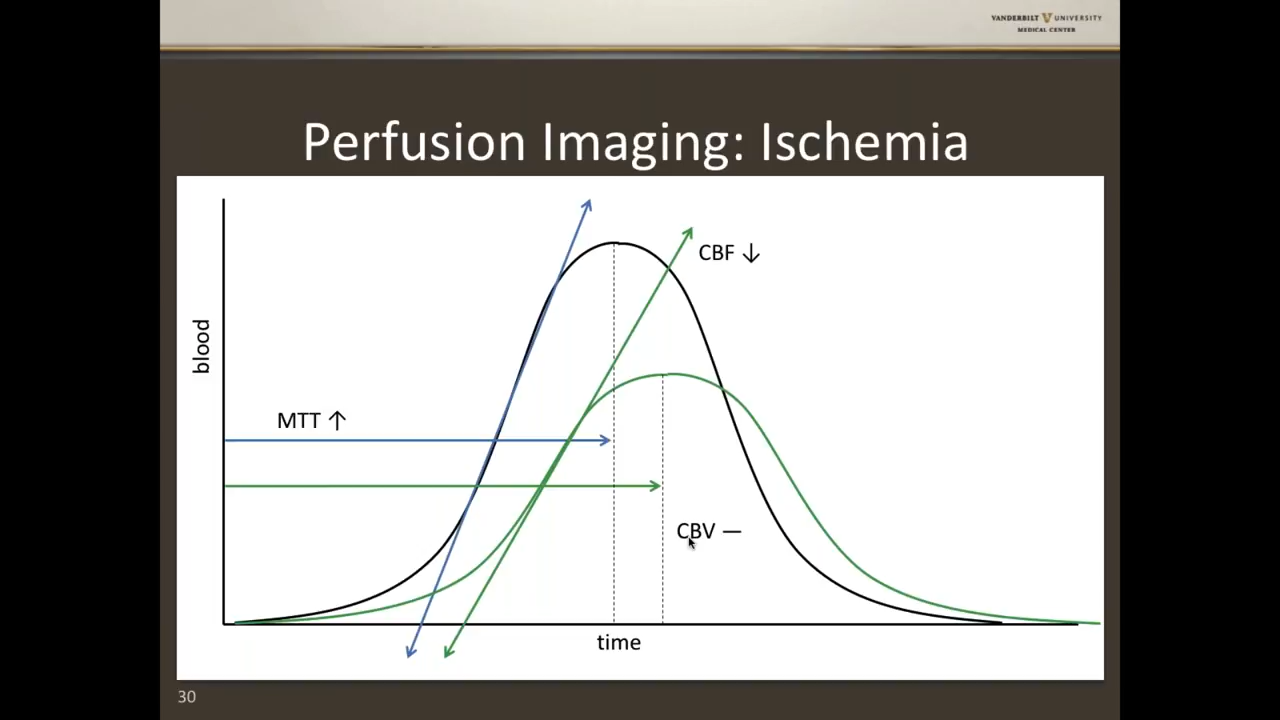 VANDERBILT V UNIVERSITY
MEDICAL CENTER
Perfusion Imaging: Ischemia
CBF ↓
blood
MTT ↑
CBV —
time
30